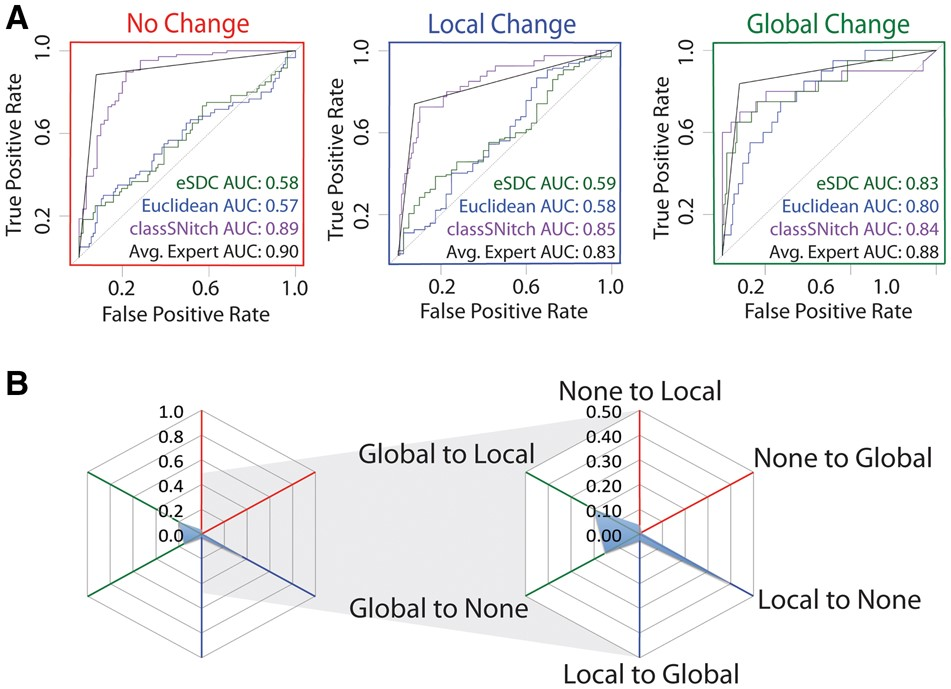 A
No Change
Local Change
Global Change
True Positive Rate
1.0
0.6
0.2
eSDC AUC: 0.58
Euclidean AUC: 0.57
classSNitch AUC: 0.89
Avg. Expert AUC: 0.90
0.2 0.6 1.0
False Positive Rate
True Positive Rate
1.0
0.6
0.2
eSDC AUC: 0.59
Euclidean AUC: 0.58
classSNitch AUC: 0.85
Avg. Expert AUC: 0.83
0.2 0.6 1.0
False Positive Rate
True Positive Rate
1.0
0.6
0.2
eSDC AUC: 0.83
Euclidean AUC: 0.80
classSNitch AUC: 0.84
Avg. Expert AUC: 0.88
0.2 0.6 1.0
False Positive Rate
B
1.0
0.8
0.6
0.4
0.2
0.0
None to Local
0.50
0.40
0.30
0.20
0.10
0.00
Global to Local
None to Global
Global to None
Local to None
Local to Global